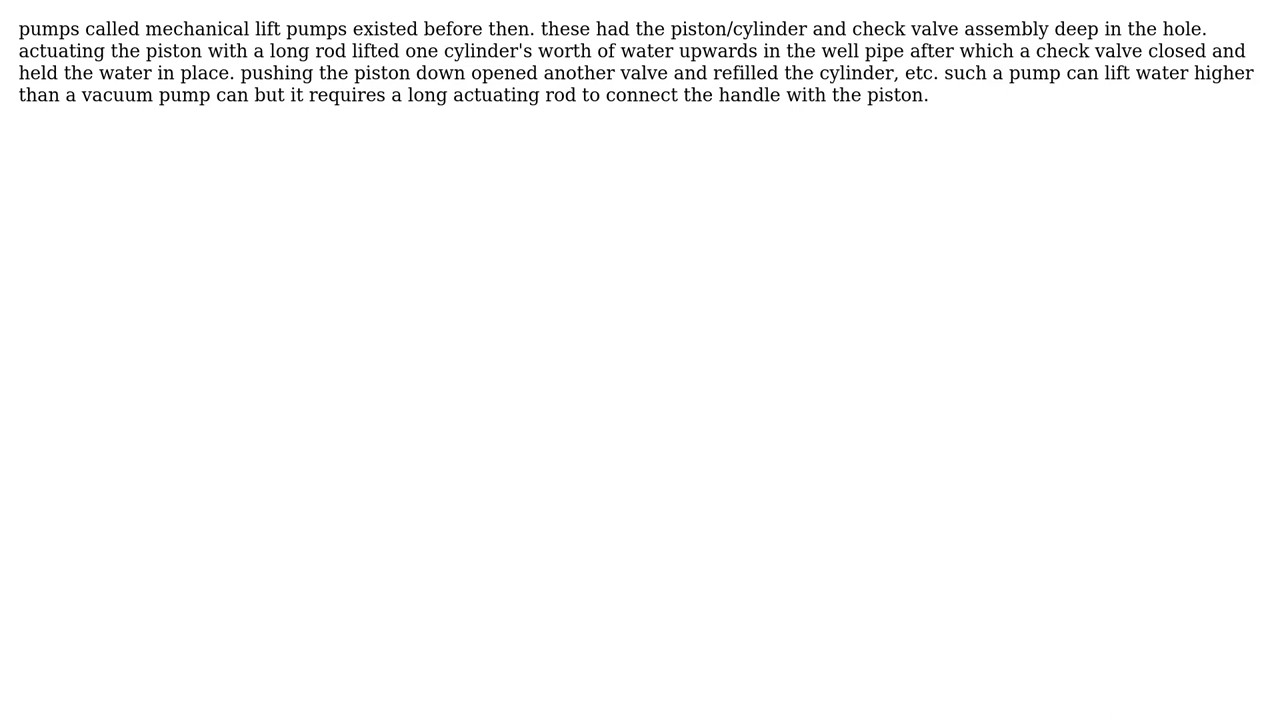 pumps called mechanical lift pumps existed before then. these had the piston/cylinder and check valve assembly deep in the hole.
actuating the piston with a long rod lifted one cylinder's worth of water upwards in the well pipe after which a check valve closed and
held the water in place. pushing the piston down opened another valve and refilled the cylinder, etc. such a pump can lift water higher
than a vacuum pump can but it requires a long actuating rod to connect the handle with the piston.